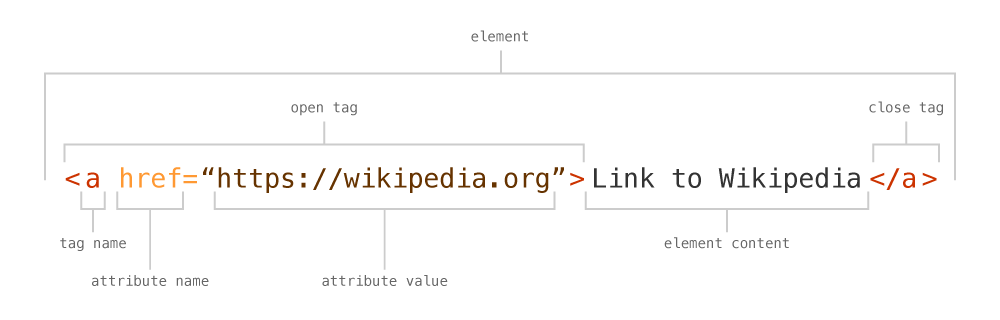 element
open tag
close tag
<a href=“https://wikipedia.org”>Link to Wikipedia</a>
tag name
element content
attribute name
attribute value